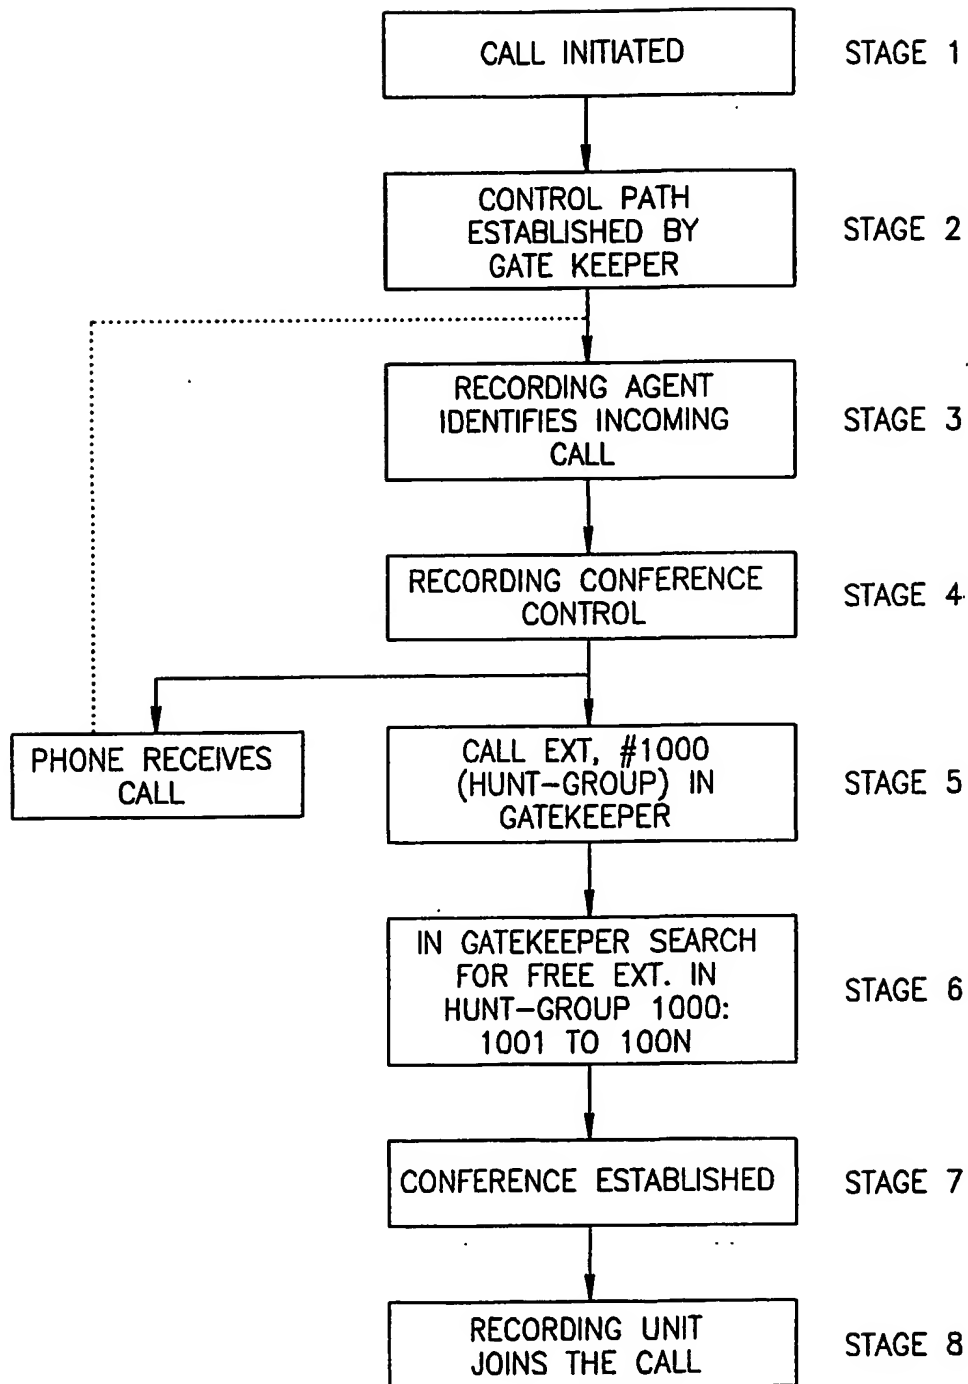 CALL INITIATED
STAGE 1
CONTROL PATH
ESTABLISHED BY
GATE KEEPER
STAGE 2
RECORDING AGENT
IDENTIFIES INCOMING
CALL
STAGE 3
RECORDING CONFERENCE
CONTROL
STAGE 4
PHONE RECEIVES
CALL
CALL EXT, #1000
(HUNT-GROUP) IN
GATEKEEPER
STAGE 5
IN GATEKEEPER SEARCH
FOR FREE EXT. IN
HUNT-GROUP 1000:
1001 TO 100N
STAGE 6
CONFERENCE ESTABLISHED
STAGE 7
RECORDING UNIT
JOINS THE CALL
STAGE 8